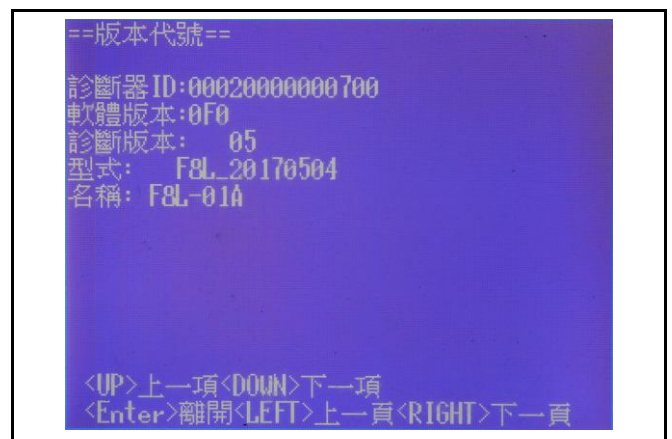 ==版本代號==
診斷器ID:00020000000700
軟體版本:0F0
診斷版本: 05
型式: F8L_20170504
名稱: F8L-01A
<UP>上一項<DOWN>下一項
<Enter>離開<LEFT>上一頁<RIGHT>下一頁